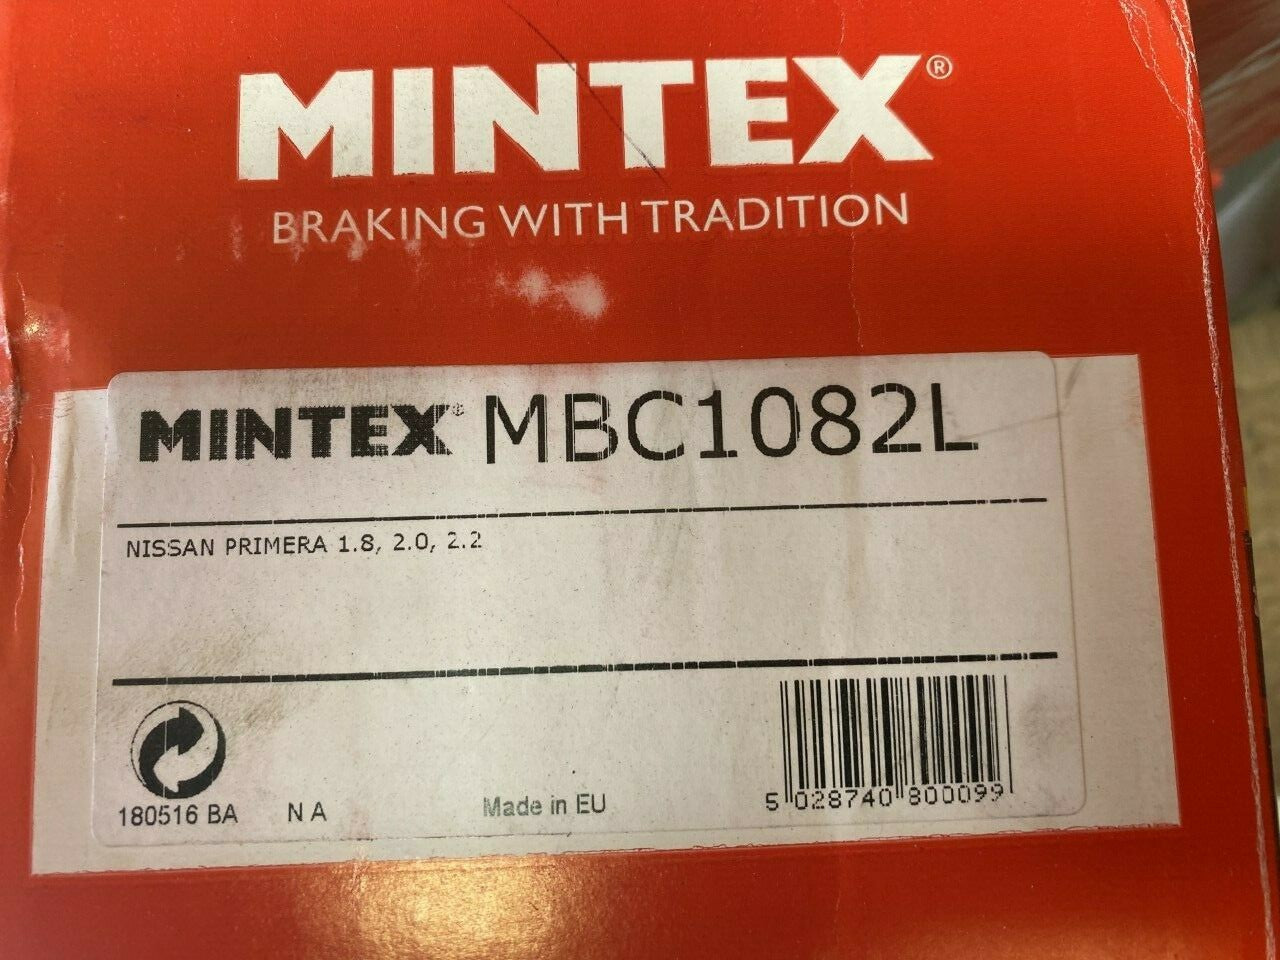 MINTEX®
BRAKING WITH TRADITION
MINTEX® MBC1082L
NISSAN PRIMERA 1.8, 2.0, 2.2
180516 BA N A Made in EU 5 028740 800099